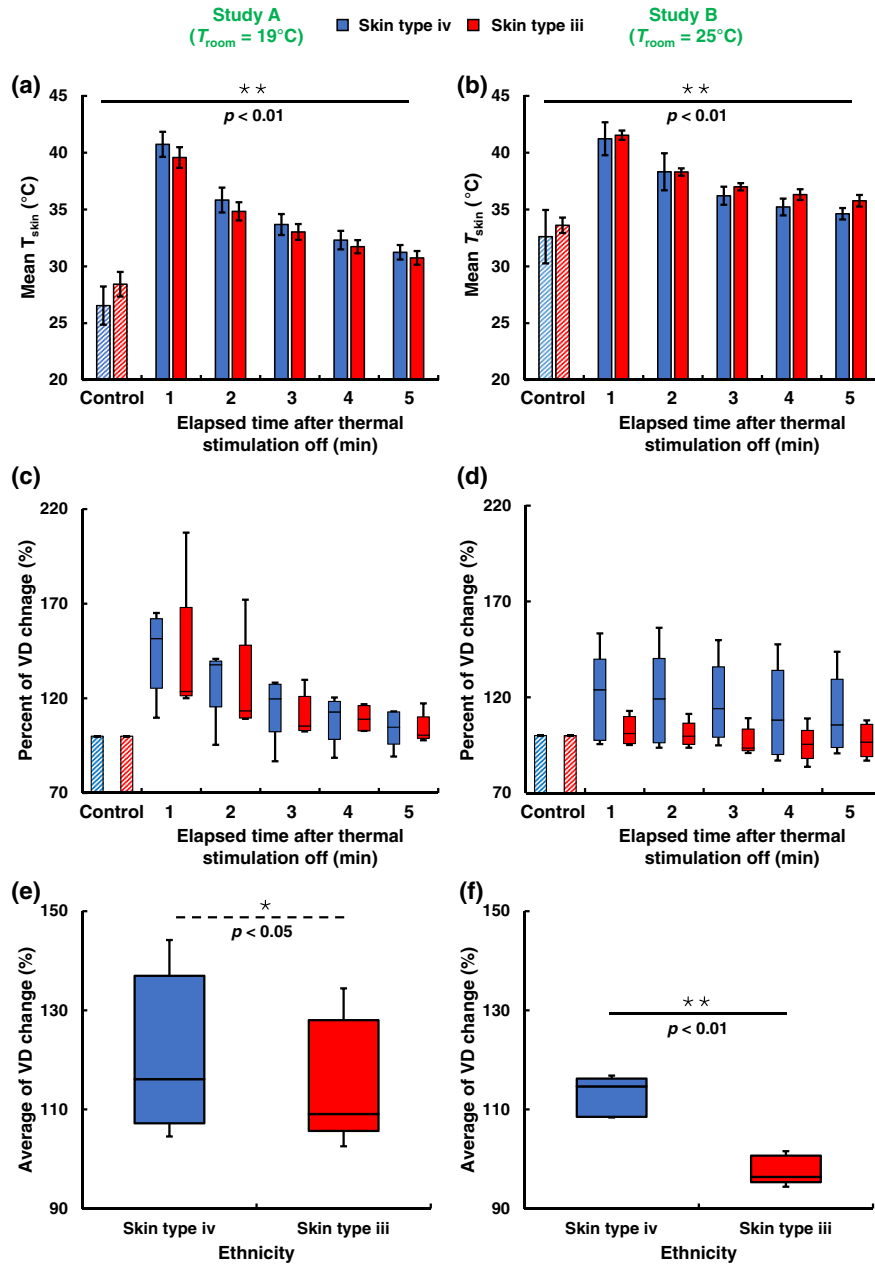 Study A
(T_room = 19°C)
Skin type iv
Skin type iii
Study B
(T_room = 25°C)
(a)
* *
p < 0.01
Mean T_skin (°C)
45
40
35
30
25
20
Control 1 2 3 4 5
Elapsed time after thermal
stimulation off (min)
(b)
* *
p < 0.01
Mean T_skin (°C)
45
40
35
30
25
20
Control 1 2 3 4 5
Elapsed time after thermal
stimulation off (min)
(c)
Percent of VD chnage (%)
220
170
120
70
Control 1 2 3 4 5
Elapsed time after thermal
stimulation off (min)
(d)
Percent of VD change (%)
220
170
120
70
Control 1 2 3 4 5
Elapsed time after thermal
stimulation off (min)
(e)
*
p < 0.05
Average of VD change (%)
150
130
110
90
Skin type iv Skin type iii
Ethnicity
(f)
* *
p < 0.01
Average of VD change (%)
150
130
110
90
Skin type iv Skin type iii
Ethnicity